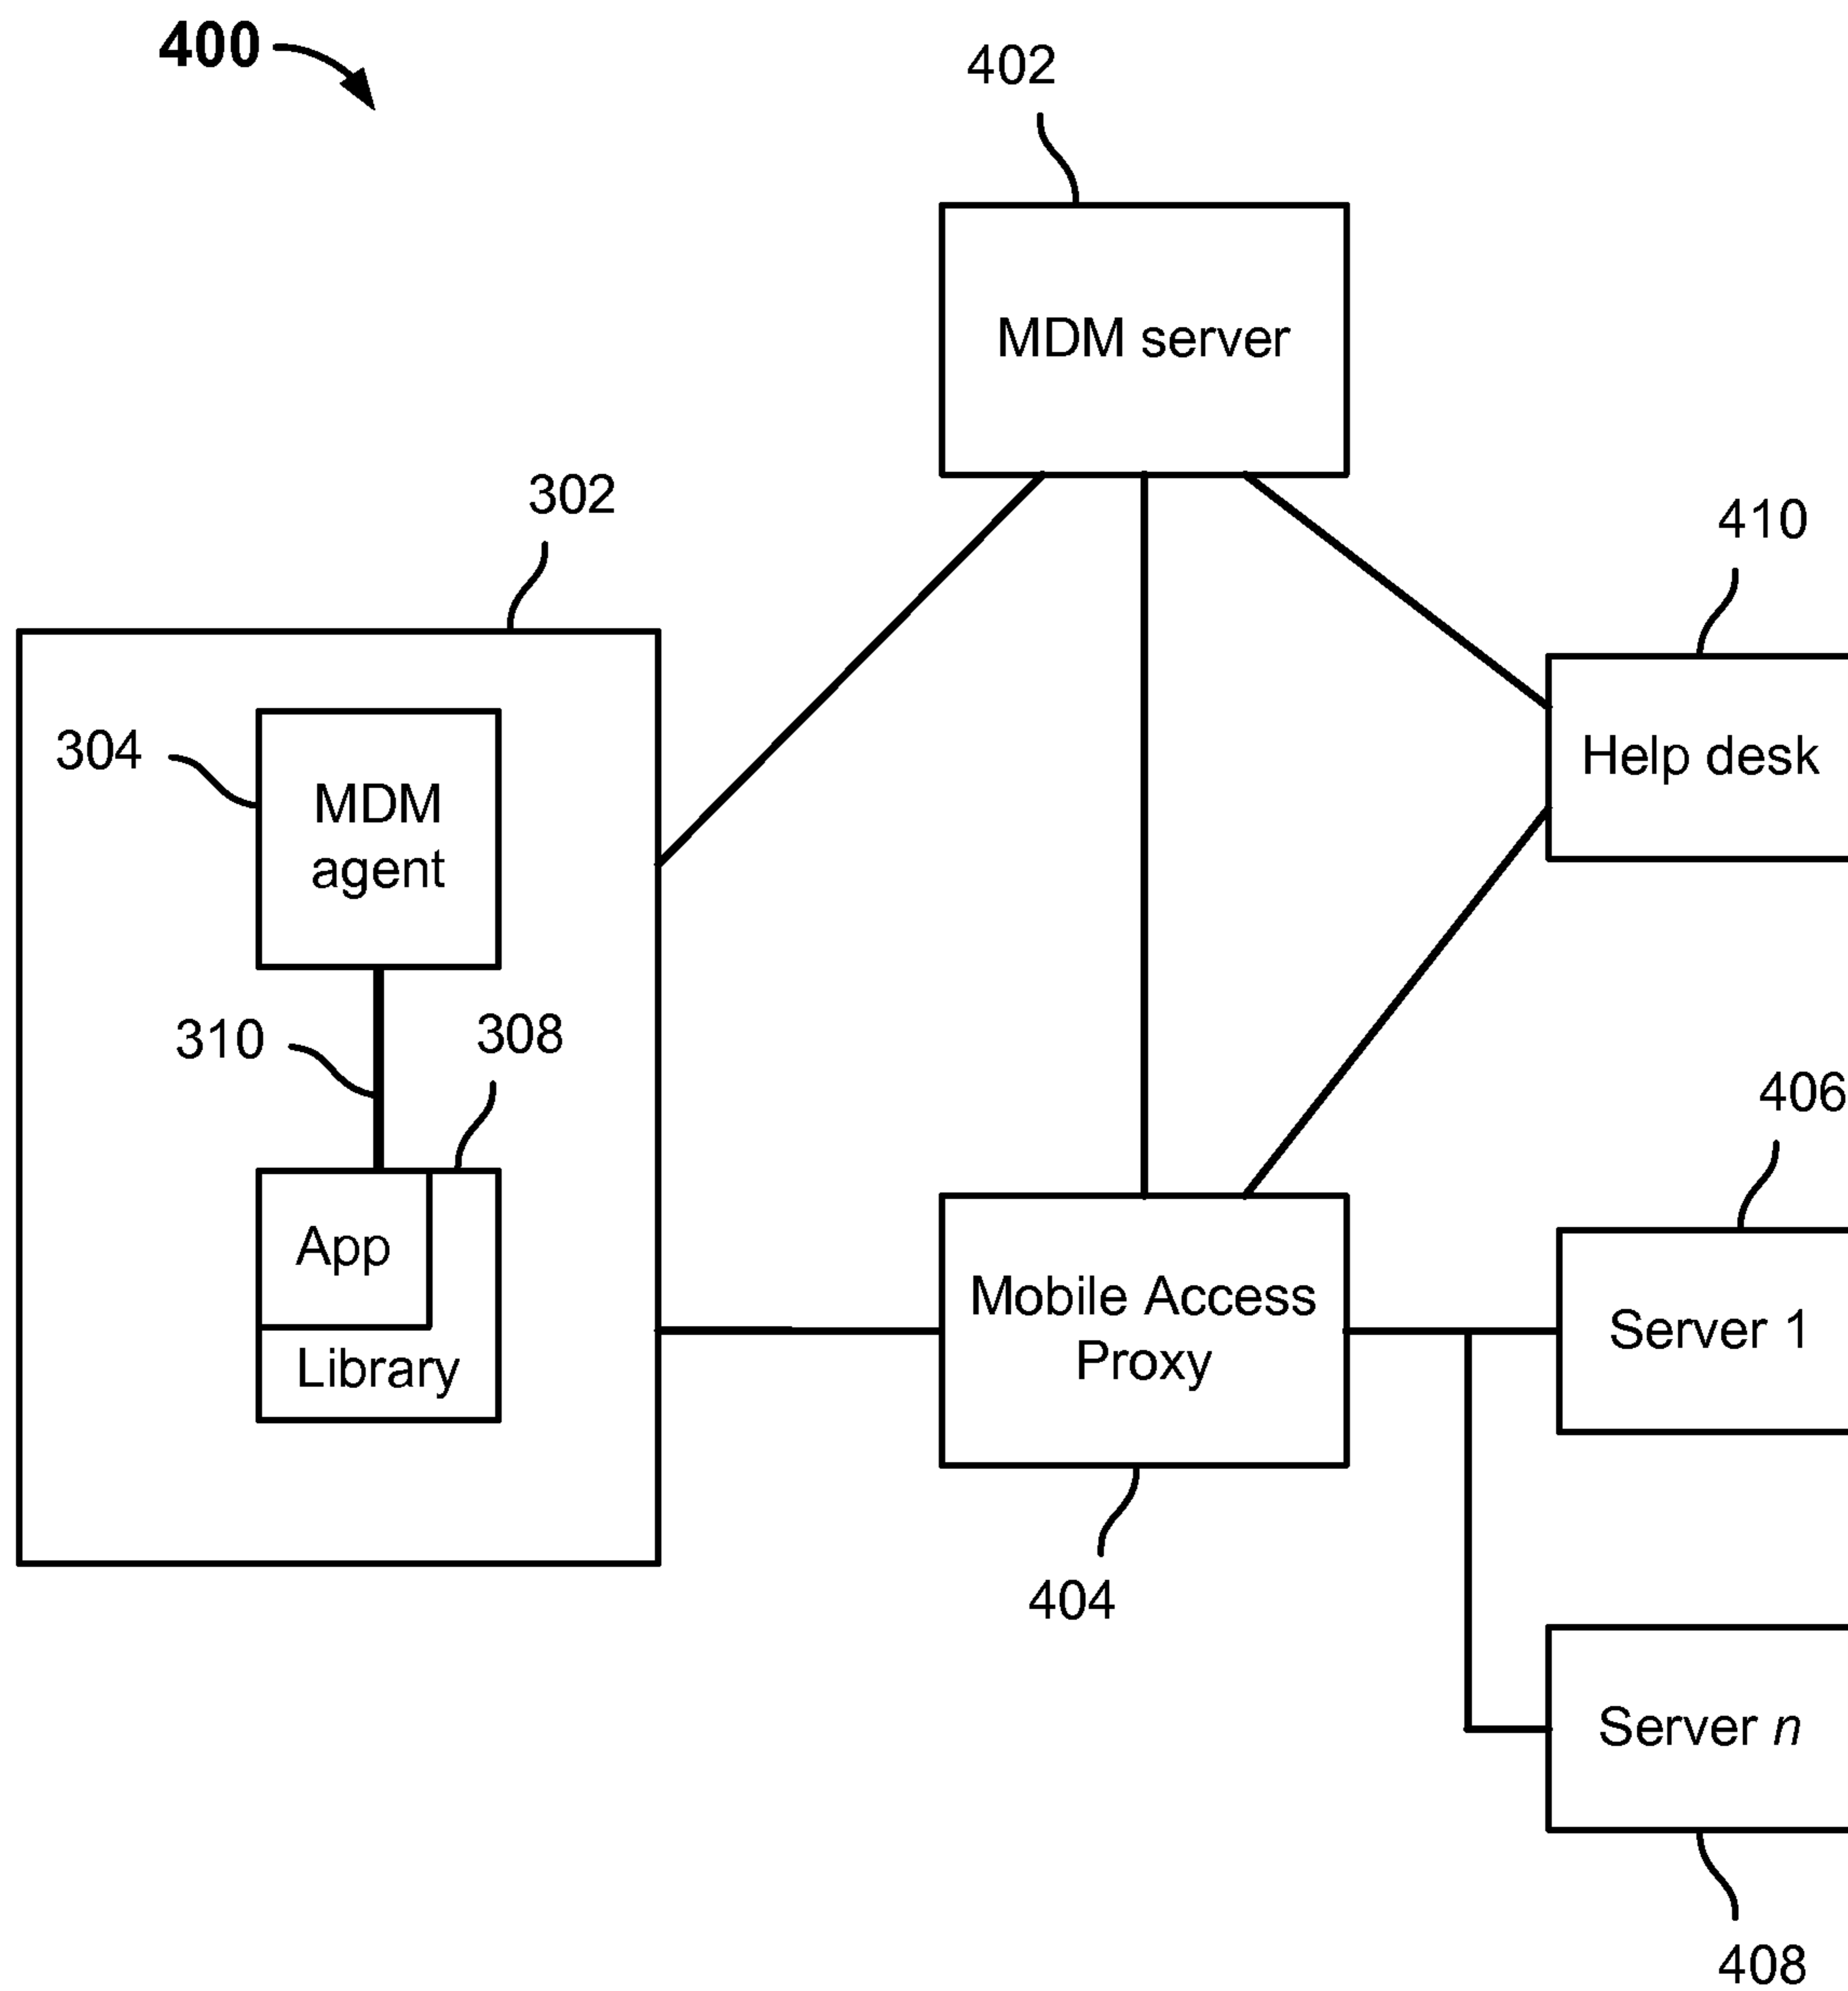 400
402
MDM server
302
410
304
MDM
agent
Help desk
310
308
406
App
Library
Mobile Access
Proxy
Server 1
404
Server n
408